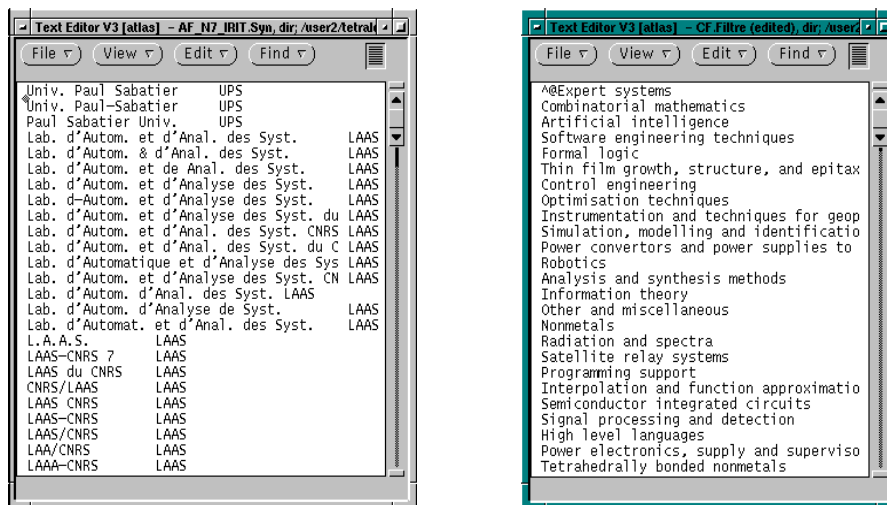 Text Editor V3 [atlas] - AF_N7_IRIT.Syn, dir; /user2/tetral
File View Edit Find
Univ. Paul Sabatier UPS
Univ. Paul-Sabatier UPS
Paul Sabatier Univ. UPS
Lab. d'Autom. et d'Anal. des Syst. LAAS
Lab. d'Autom. & d'Anal. des Syst. LAAS
Lab. d'Autom. et de Anal. des Syst. LAAS
Lab. d'Autom. et d'Analyse des Syst. LAAS
Lab. d-Autom. et d'Analyse des Syst. LAAS
Lab. d'Autom. et d'Analyse des Syst. du LAAS
Lab. d'Autom. et d'Anal. des Syst. CNRS LAAS
Lab. d'Autom. et d'Anal. des Syst. du C LAAS
Lab. d'Automatique et d'Analyse des Sys LAAS
Lab. d'Autom. et d'Analyse des Syst. CN LAAS
Lab. d'Autom. d'Anal. des Syst. LAAS
Lab. d'Autom. d'Analyse de Syst. LAAS
Lab. d'Automat. et d'Anal. des Syst. LAAS
L.A.A.S. LAAS
LAAS-CNRS 7 LAAS
LAAS du CNRS LAAS
CNRS/LAAS LAAS
LAAS CNRS LAAS
LAAS-CNRS LAAS
LAAS/CNRS LAAS
LAA/CNRS LAAS
LAAA-CNRS LAAS
Text Editor V3 [atlas] - CF.Filtre (edited), dir; /user2
File View Edit Find
^@Expert systems
Combinatorial mathematics
Artificial intelligence
Software engineering techniques
Formal logic
Thin film growth, structure, and epitax
Control engineering
Optimisation techniques
Instrumentation and techniques for geop
Simulation, modelling and identificatio
Power convertors and power supplies to
Robotics
Analysis and synthesis methods
Information theory
Other and miscellaneous
Nonmetals
Radiation and spectra
Satellite relay systems
Programming support
Interpolation and function approximatio
Semiconductor integrated circuits
Signal processing and detection
High level languages
Power electronics, supply and superviso
Tetrahedrally bonded nonmetals